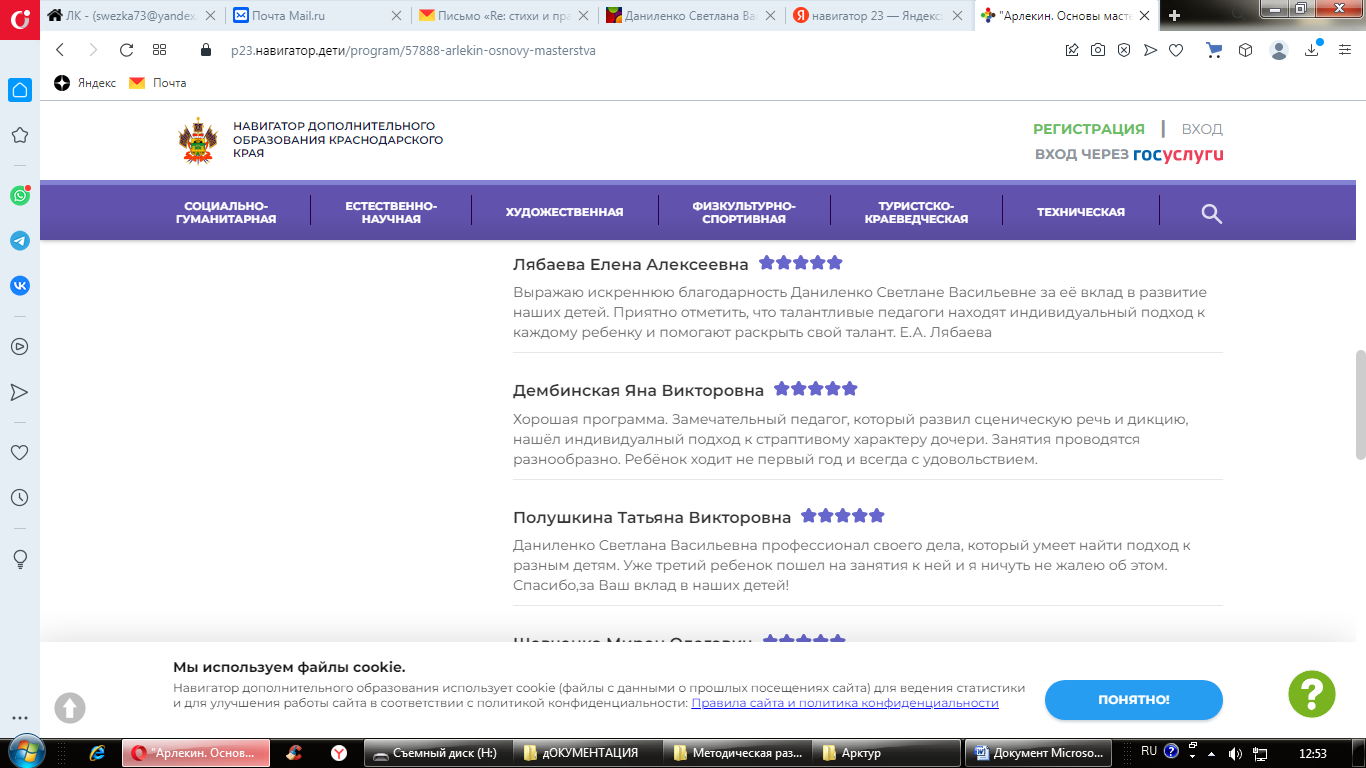 ЛК - (swezka73@yandex.
Почта Mail.ru
Письмо «Re: стихи и пра
Даниленко Светлана Ва
навигатор 23 — Яндекс
"Арлекин. Основы масте
p23.навигатор.дети/program/57888-arlekin-osnovy-masterstva
Яндекс
Почта
НАВИГАТОР ДОПОЛНИТЕЛЬНОГО
ОБРАЗОВАНИЯ КРАСНОДАРСКОГО
КРАЯ
РЕГИСТРАЦИЯ | ВХОД
ВХОД ЧЕРЕЗ госуслуги
СОЦИАЛЬНО-
ГУМАНИТАРНАЯ
ЕСТЕСТВЕННО-
НАУЧНАЯ
ХУДОЖЕСТВЕННАЯ
ФИЗКУЛЬТУРНО-
СПОРТИВНАЯ
ТУРИСТСКО-
КРАЕВЕДЧЕСКАЯ
ТЕХНИЧЕСКАЯ
Лябаева Елена Алексеевна
Выражаю искреннюю благодарность Даниленко Светлане Васильевне за её вклад в развитие
наших детей. Приятно отметить, что талантливые педагоги находят индивидуальный подход к
каждому ребенку и помогают раскрыть свой талант. Е.А. Лябаева
Дембинская Яна Викторовна
Хорошая программа. Замечательный педагог, который развил сценическую речь и дикцию,
нашёл индивидуалный подход к страптивому характеру дочери. Занятия проводятся
разнообразно. Ребёнок ходит не первый год и всегда с удовольствием.
Полушкина Татьяна Викторовна
Даниленко Светлана Васильевна профессионал своего дела, который умеет найти подход к
разным детям. Уже третий ребенок пошел на занятия к ней и я ничуть не жалею об этом.
Спасибо,за Ваш вклад в наших детей!
Мы используем файлы cookie.
Навигатор дополнительного образования использует cookie (файлы с данными о прошлых посещениях сайта) для ведения статистики
и для улучшения работы сайта в соответствии с политикой конфиденциальности: Правила сайта и политика конфиденциальности
ПОНЯТНО!
"Арлекин. Основ...
Съемный диск (H:)
дОКУМЕНТАЦИЯ
Методическая раз...
Арктур
Документ Microso...
RU
12:53